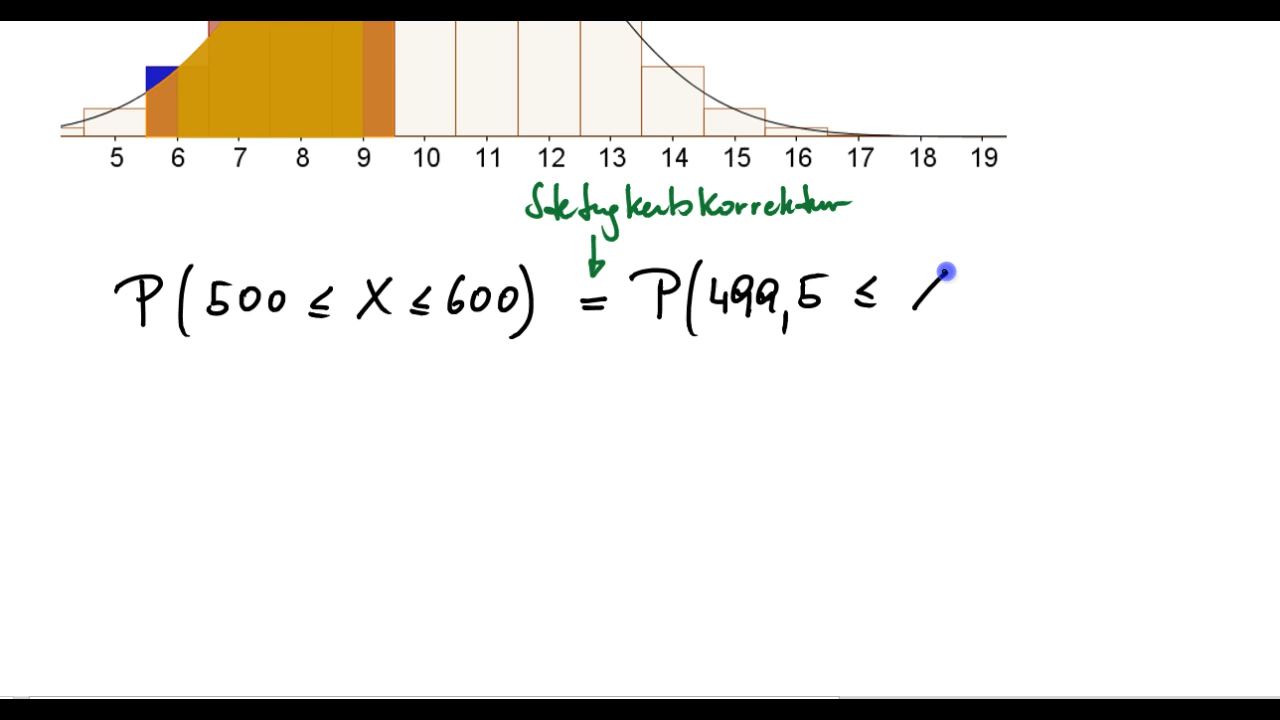 5 6 7 8 9 10 11 12 13 14 15 16 17 18 19
Stetigkeitskorrektur
P(500 ≤ X ≤ 600) = P(499,5 ≤